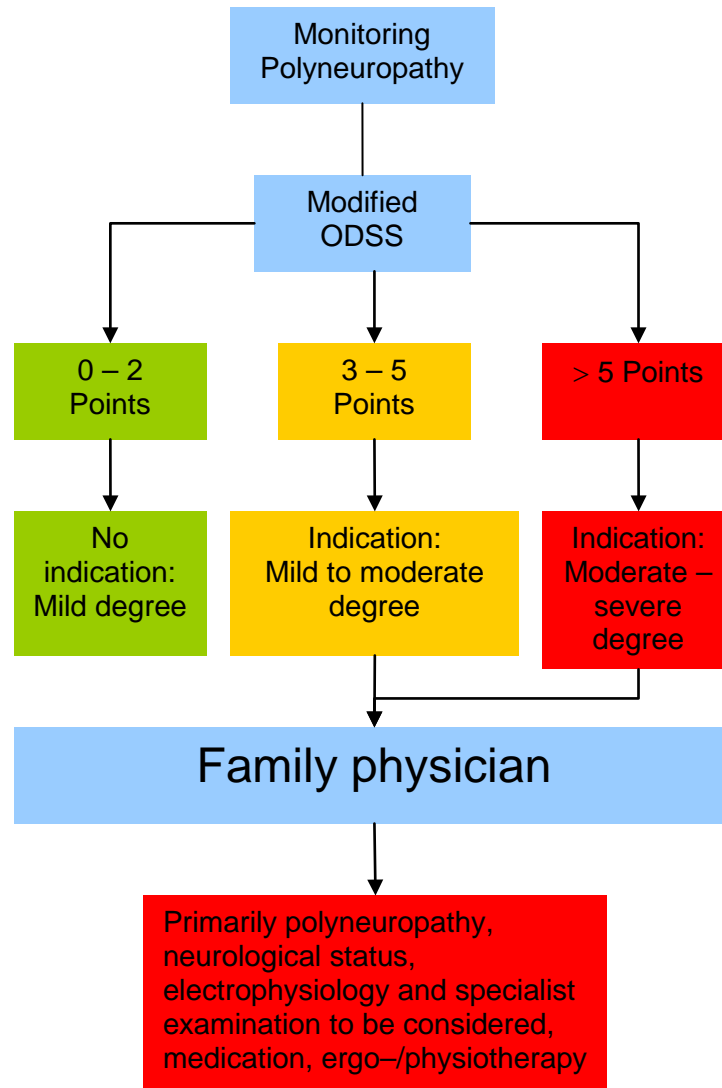 Monitoring
Polyneuropathy
Modified
ODSS
0 – 2
Points
3 – 5
Points
> 5 Points
No
indication:
Mild degree
Indication:
Mild to moderate
degree
Indication:
Moderate –
severe
degree
Family physician
Primarily polyneuropathy,
neurological status,
electrophysiology and specialist
examination to be considered,
medication, ergo–/physiotherapy